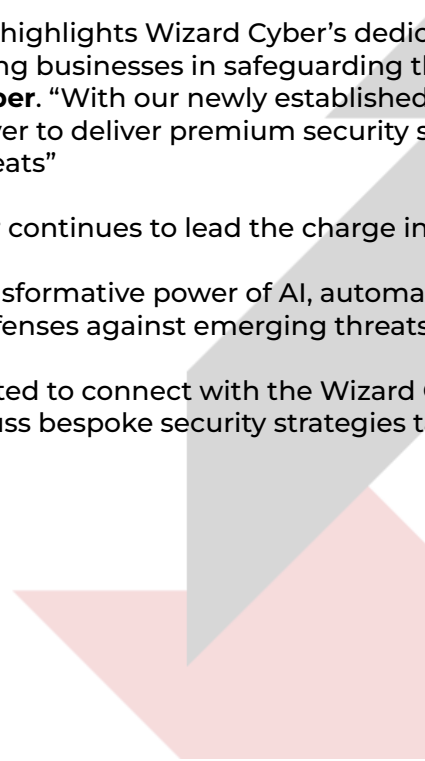 highlights Wizard Cyber’s dedic
ng businesses in safeguarding th
ber. “With our newly established
ver to deliver premium security s
eats”
r continues to lead the charge in
nsformative power of AI, automa
fenses against emerging threats
ted to connect with the Wizard C
uss bespoke security strategies t